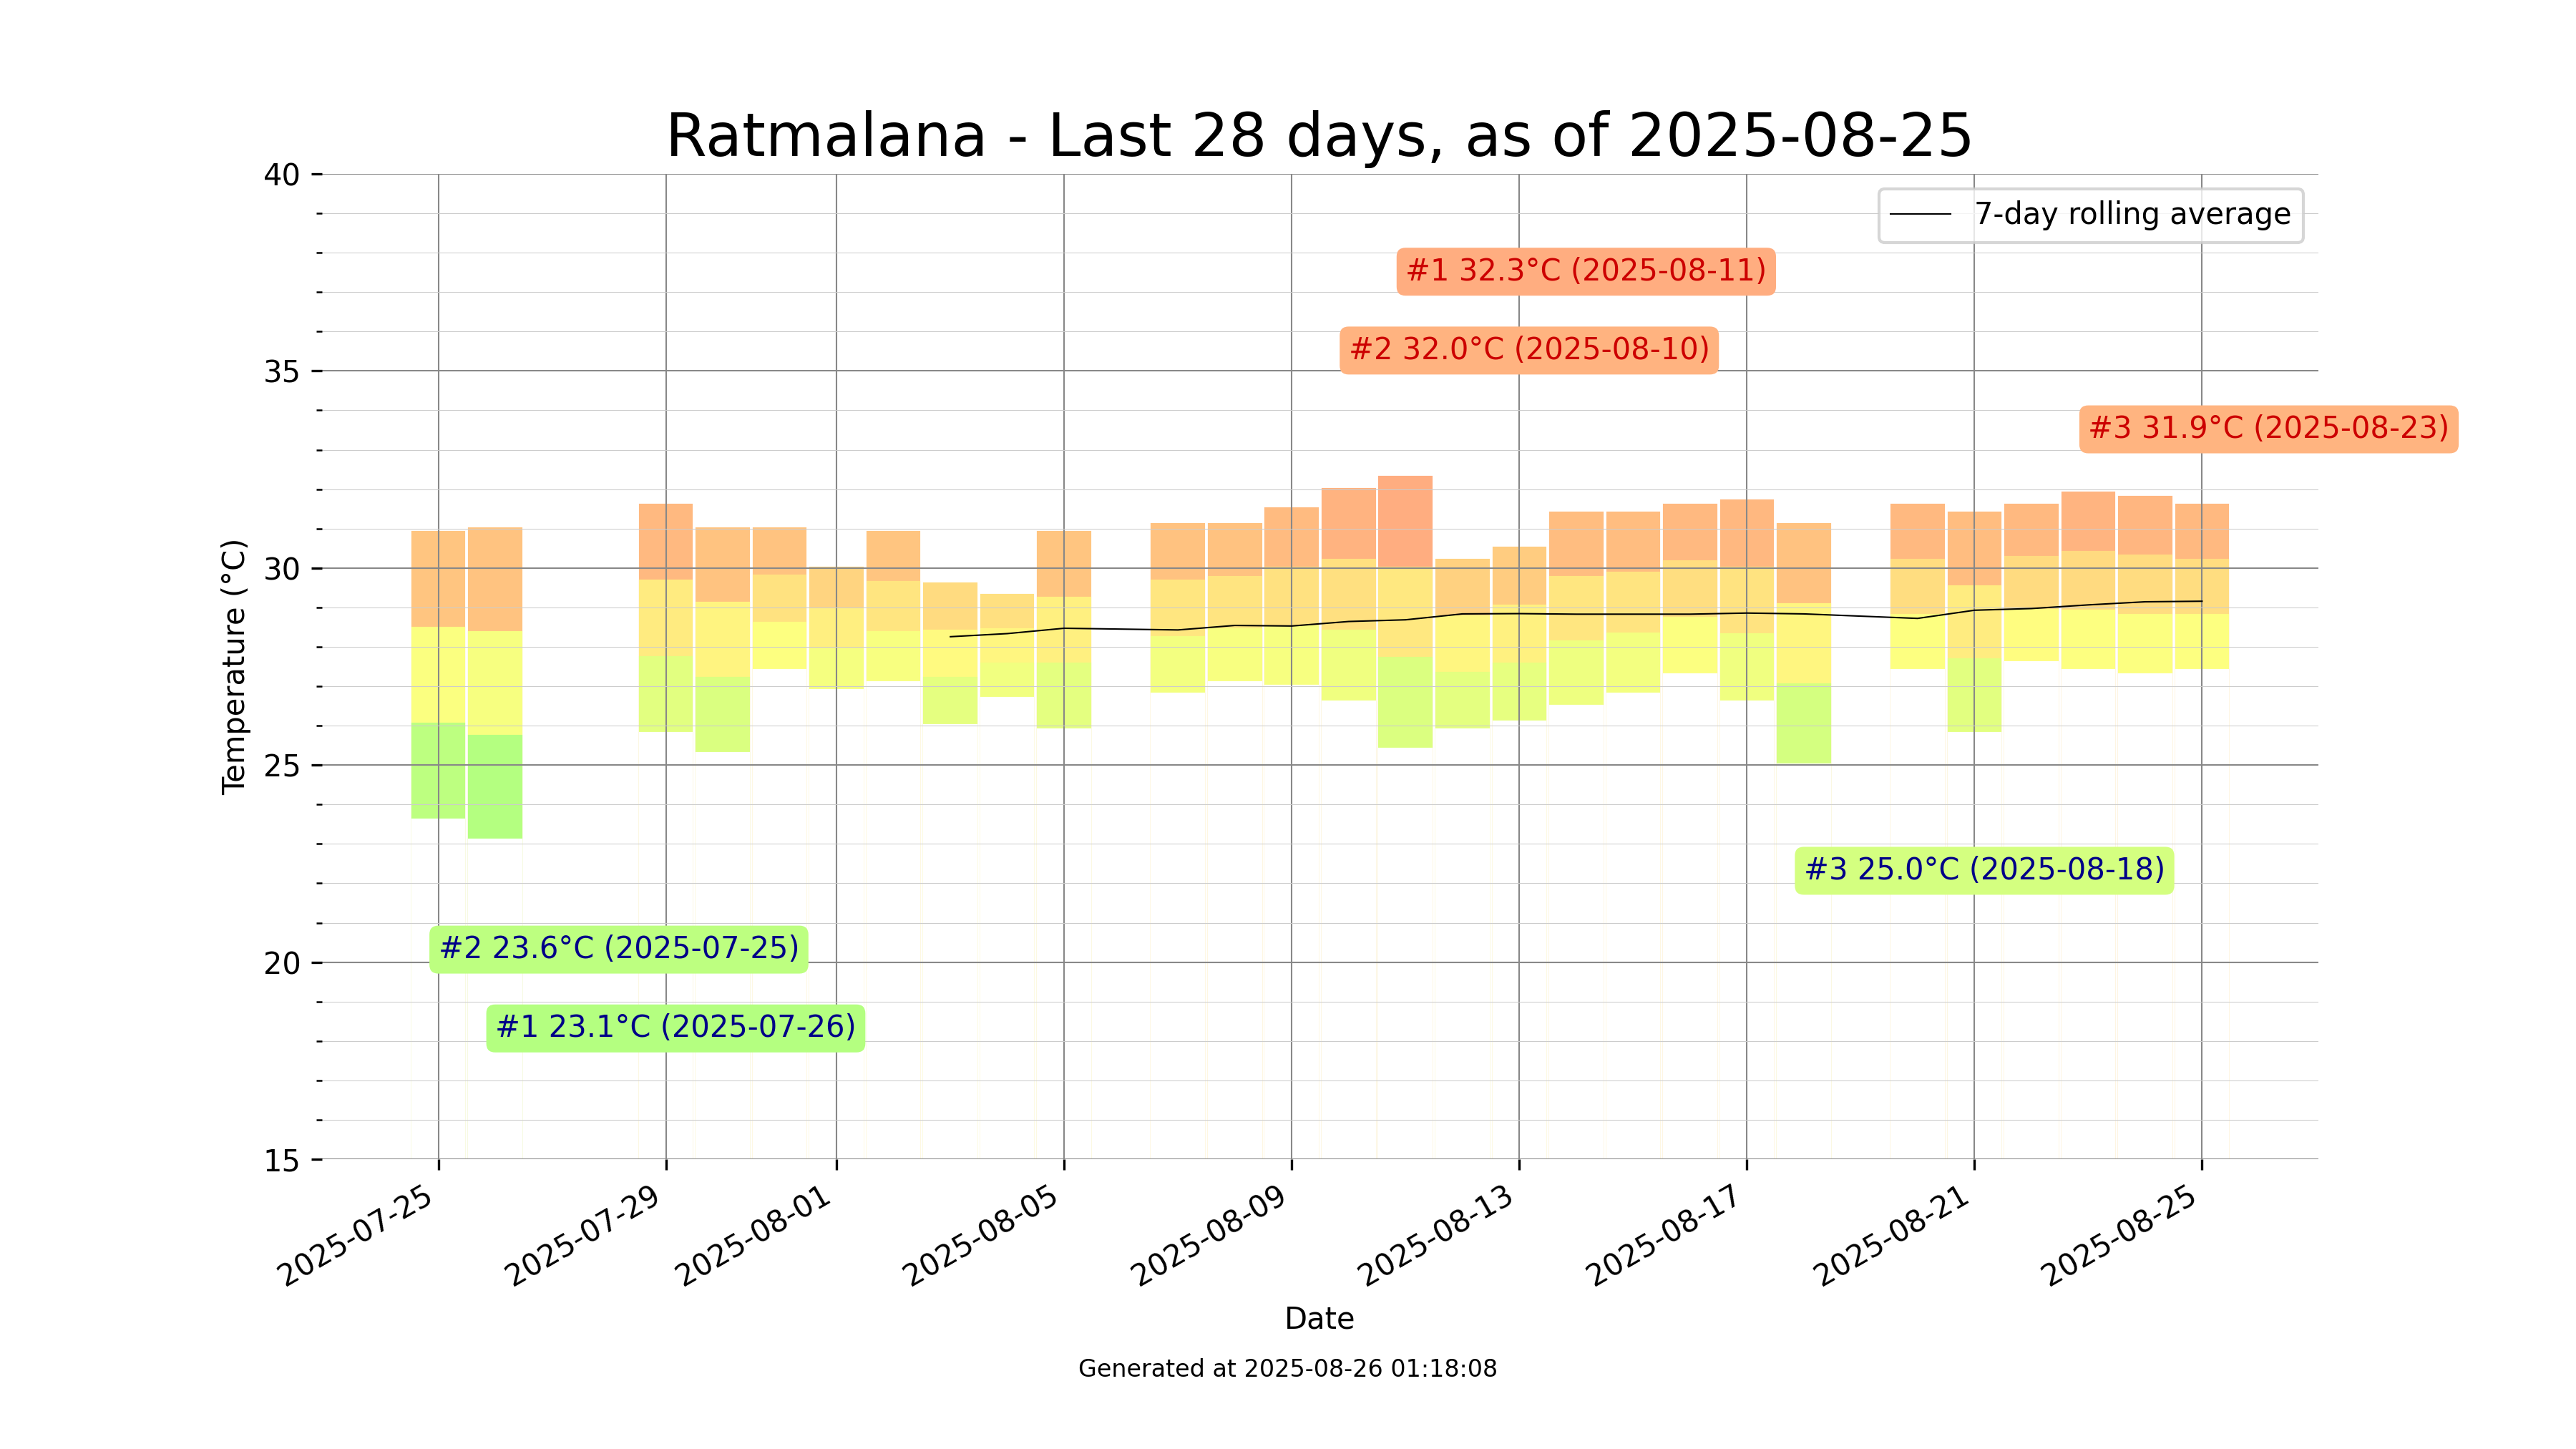 Ratmalana - Last 28 days, as of 2025-08-25
40
7-day rolling average
#1 32.3°C (2025-08-11)
#2 32.0°C (2025-08-10)
35
#3 31.9°C (2025-08-23)
30
Temperature (°C)
25
#3 25.0°C (2025-08-18)
#2 23.6°C (2025-07-25)
20
#1 23.1°C (2025-07-26)
15
2025-07-25
2025-07-29
2025-08-01
2025-08-05
2025-08-09
2025-08-13
2025-08-17
2025-08-21
2025-08-25
Date
Generated at 2025-08-26 01:18:08